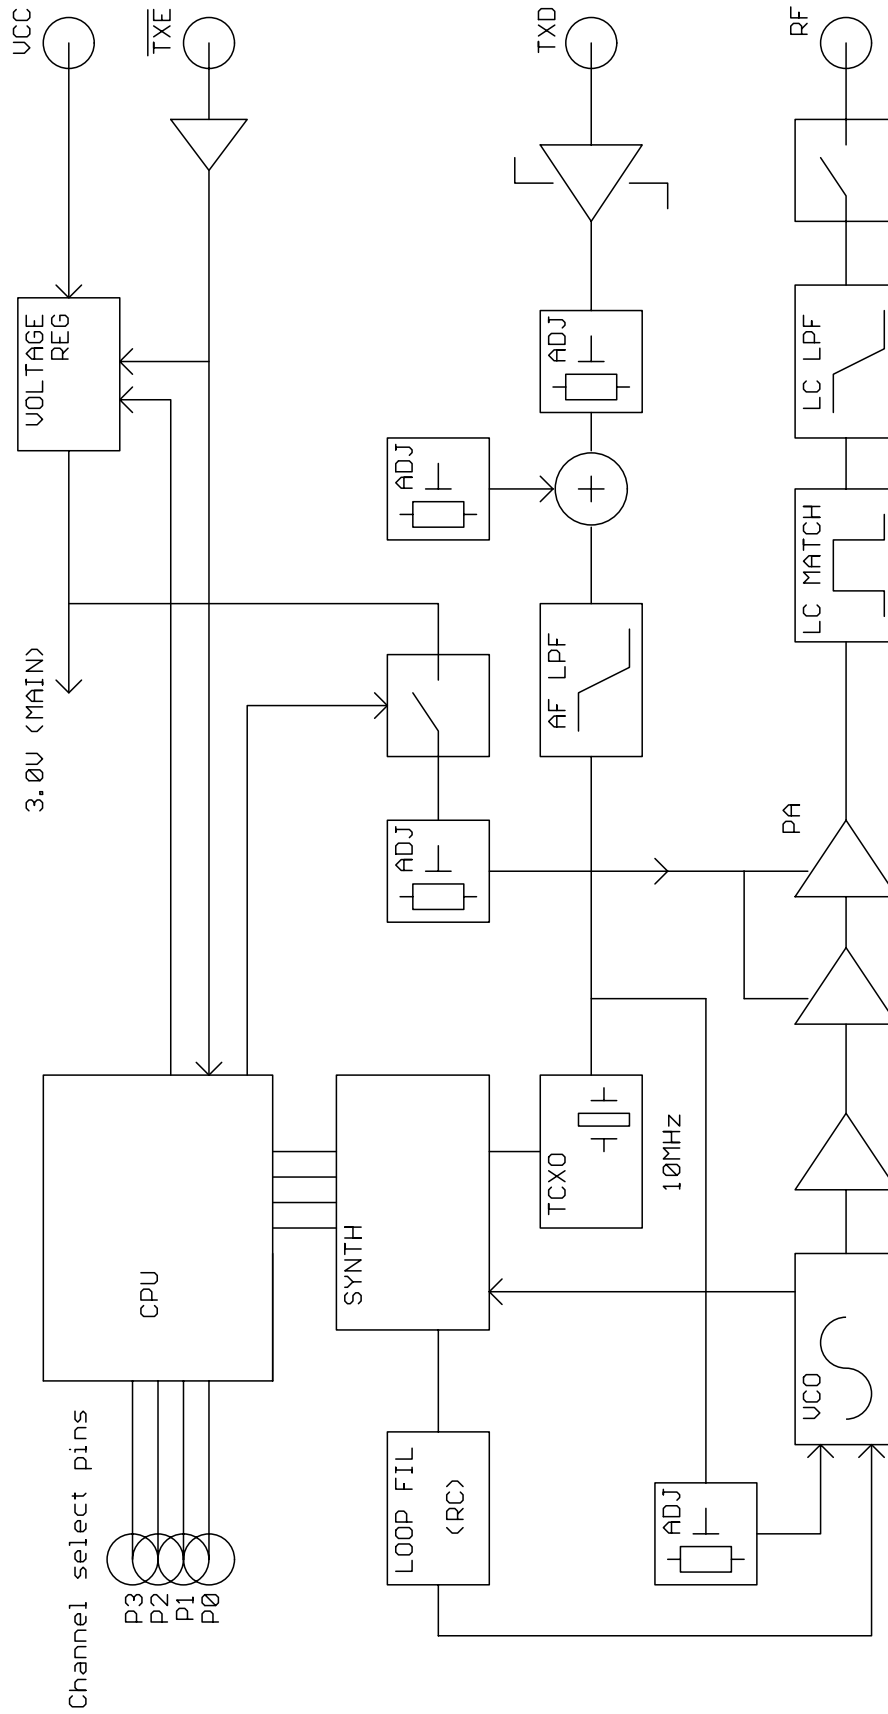 Channel select pins
P3
P2
P1
P0
CPU
3.0V (MAIN)
VOLTAGE
REG
VCC
TXE
LOOP FIL
(RC)
SYNTH
ADJ
ADJ
TCXO
10MHz
AF LPF
ADJ
TXD
ADJ
VCO
PA
LC MATCH
LC LPF
RF
ADJ